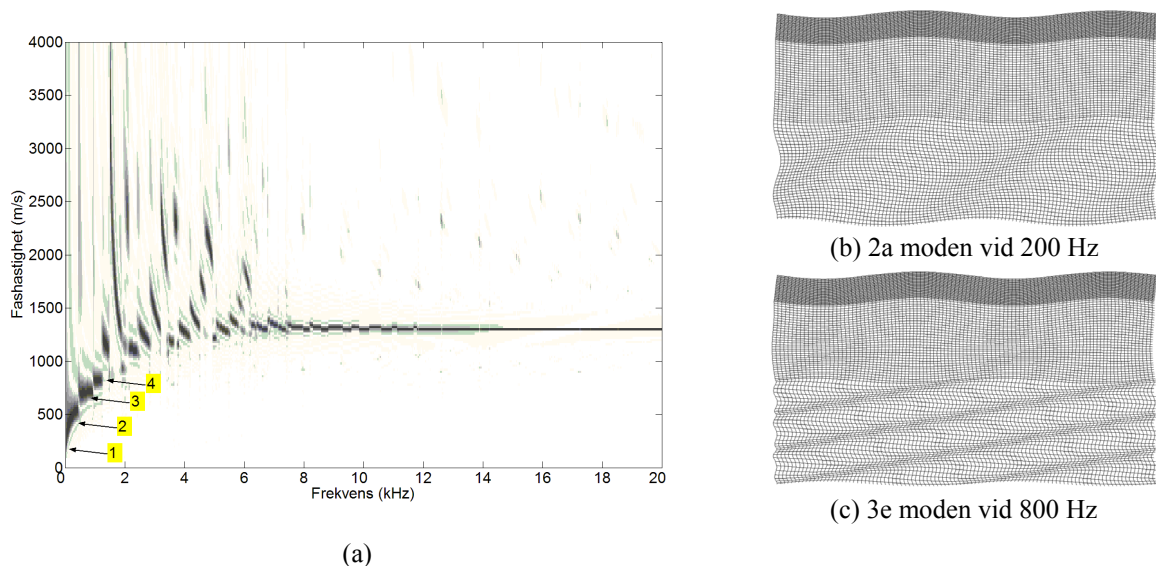 4000
3500
3000
2500
2000
1500
1000
500
0
Fashastighet (m/s)
4
3
2
1
0 2 4 6 8 10 12 14 16 18 20
Frekvens (kHz)
(a)
(b) 2a moden vid 200 Hz
(c) 3e moden vid 800 Hz